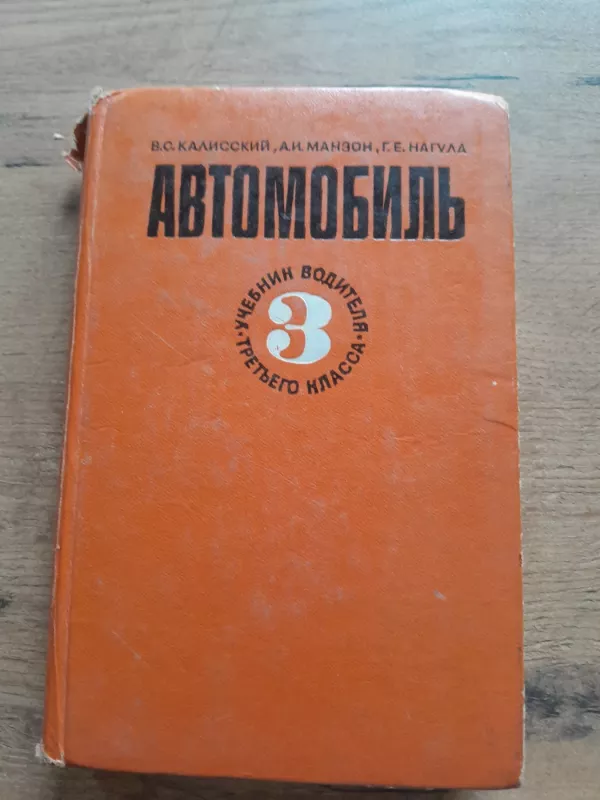 В.С. КАЛИССКИЙ, А.И. МАНЗОН, Г.Е. НАГУЛА
АВТОМОБИЛЬ
• УЧЕБНИК ВОДИТЕЛЯ •
ТРЕТЬЕГО КЛАССА
3